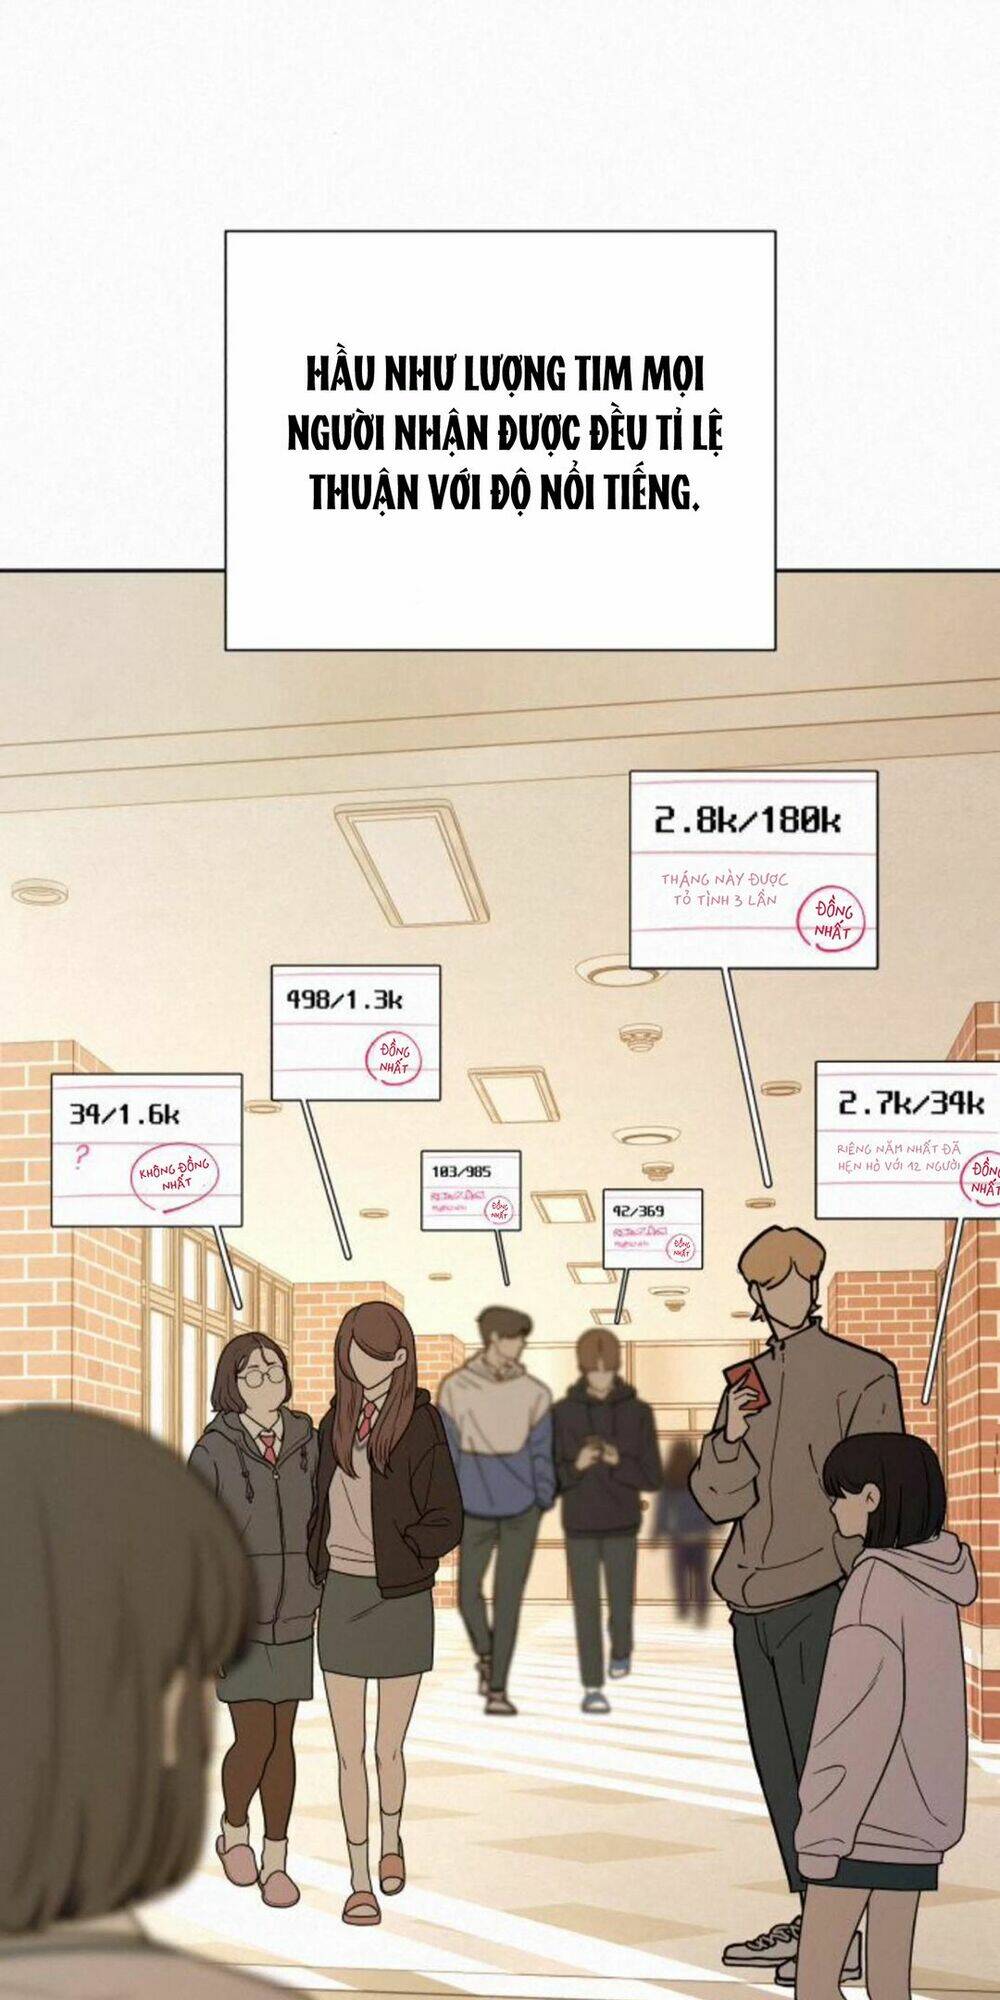 HẦU NHƯ LƯỢNG TIM MỌI
NGƯỜI NHẬN ĐƯỢC ĐỀU TỈ LỆ
THUẬN VỚI ĐỘ NỔI TIẾNG.
2.8k/180k
THÁNG NÀY ĐƯỢC
TỎ TÌNH 3 LẦN
ĐỒNG
NHẤT
498/1.3k
ĐỒNG
NHẤT
34/1.6k
?
KHÔNG ĐỒNG
NHẤT
2.7k/34k
RIÊNG NĂM NHẤT ĐÃ
HẸN HỎ VỚI 12 NGƯỜI
ĐỒNG
NHẤT
103/985
ĐỒNG
NHẤT
42/369
ĐỒNG
NHẤT